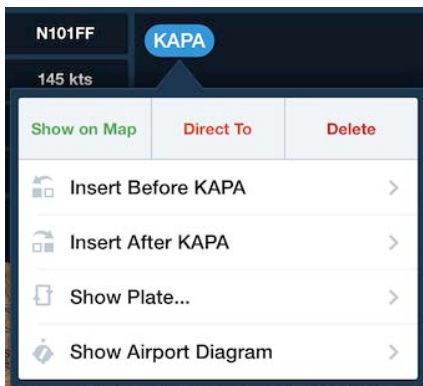 N101FF
KAPA
145 kts
Show on Map Direct To Delete
Insert Before KAPA
Insert After KAPA
Show Plate...
Show Airport Diagram